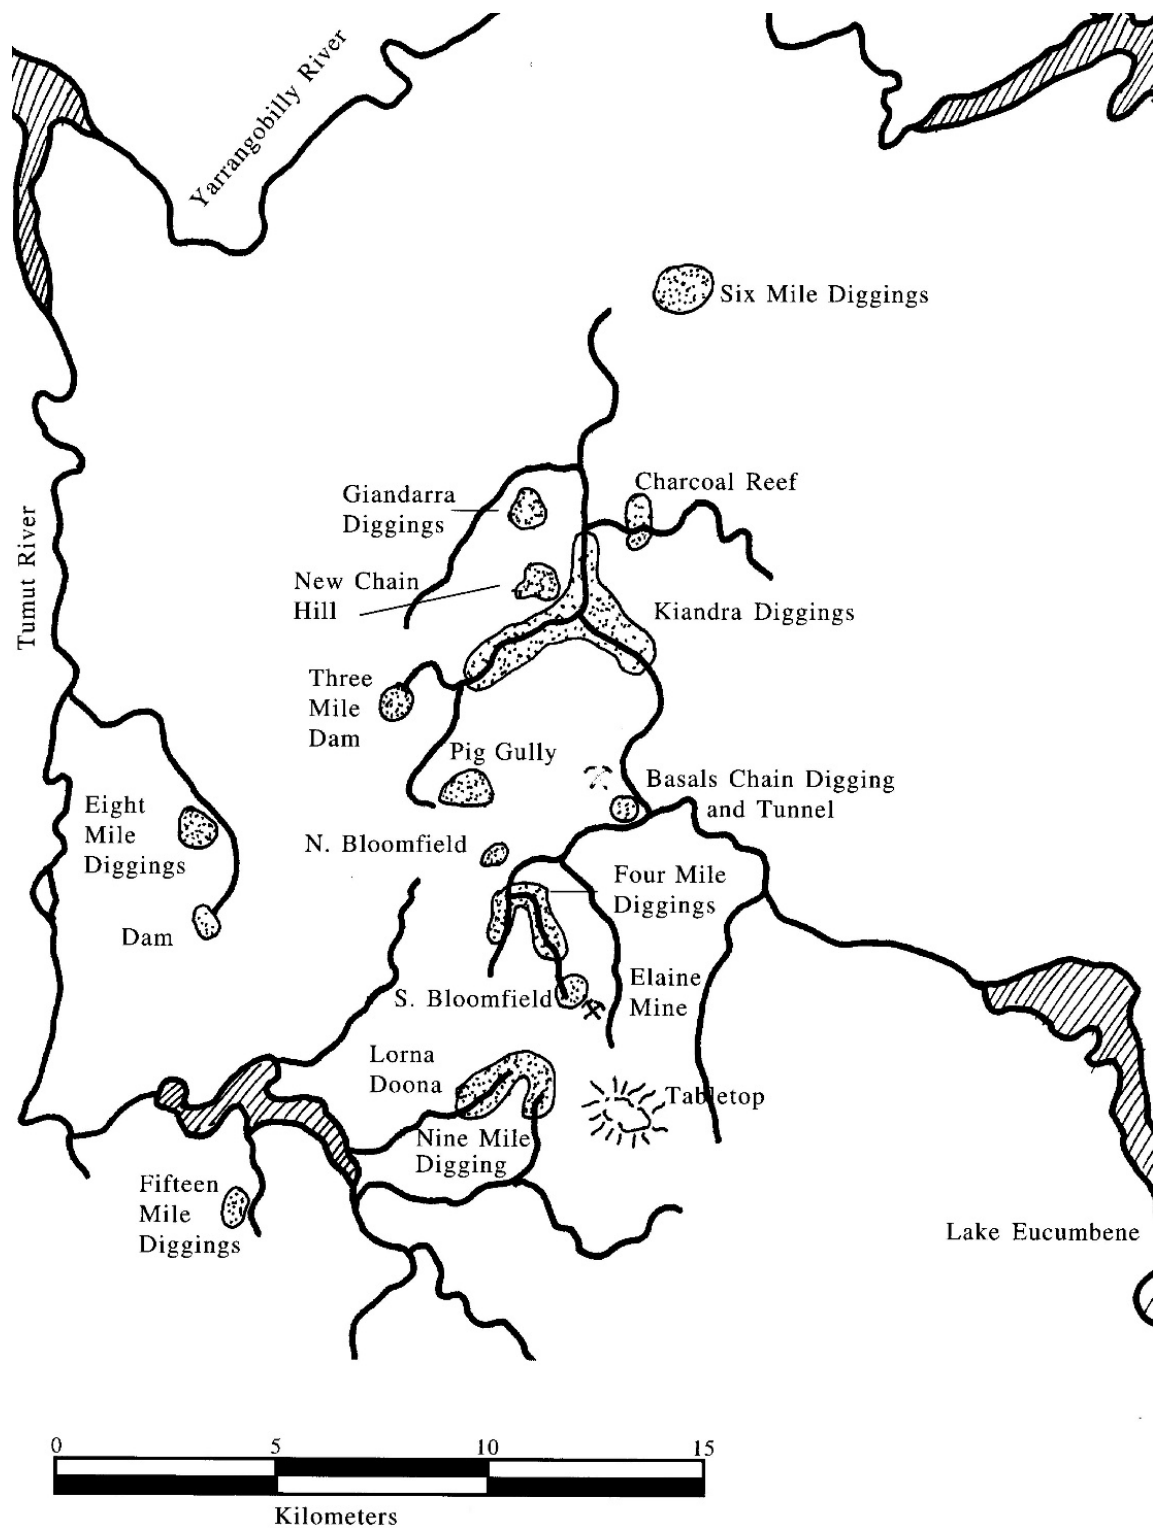 Yarrangobilly River
Six Mile Diggings
Charcoal Reef
Giandarra
Diggings
Tumut River
New Chain
Hill
Kiandra Diggings
Three
Mile
Dam
Pig Gully
Basals Chain Digging
and Tunnel
Eight
Mile
Diggings
N. Bloomfield
Four Mile
Diggings
Dam
S. Bloomfield
Elaine
Mine
Lorna
Doona
Tabletop
Nine Mile
Digging
Fifteen
Mile
Diggings
Lake Eucumbene
0 5 10 15
Kilometers